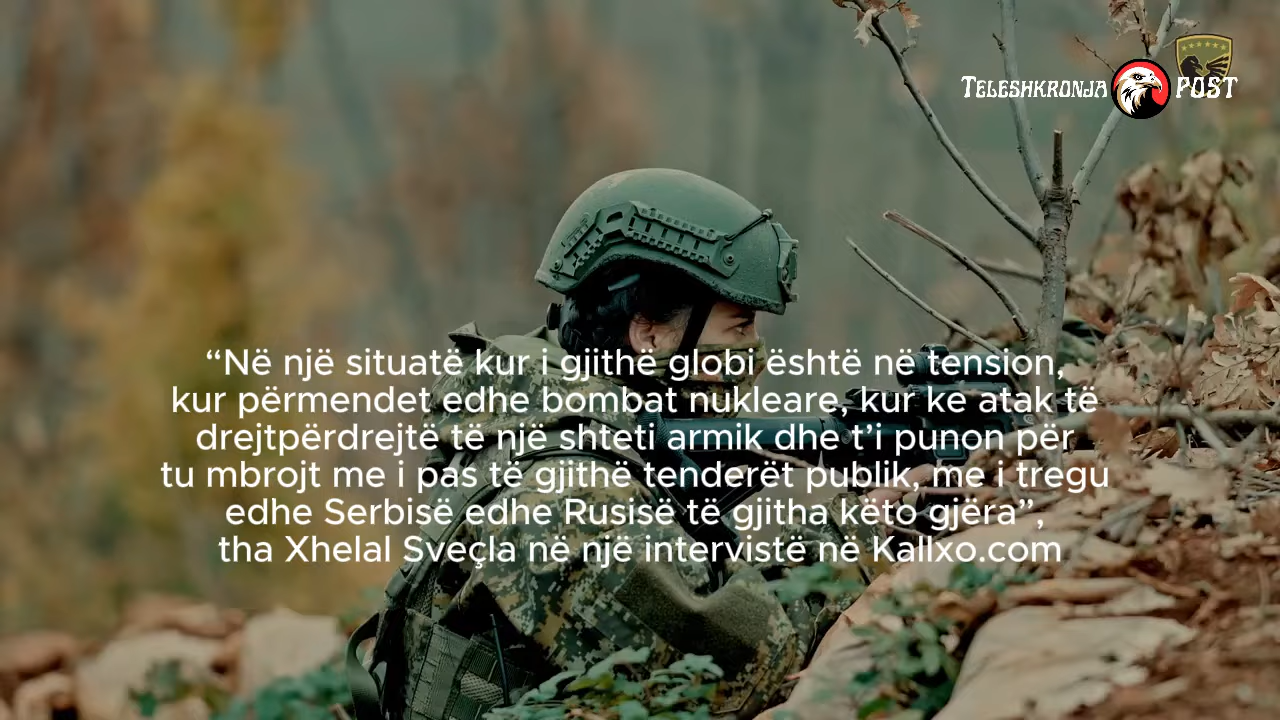 TELESHKRONJA POST
“Në një situatë kur i gjithë globi është në tension,
kur përmendet edhe bombat nukleare, kur ke atak të
drejtpërdrejtë të një shteti armik dhe t’i punon për
tu mbrojt me i pas të gjithë tenderët publik, me i tregu
edhe Serbisë edhe Rusisë të gjitha këto gjëra”,
tha Xhelal Sveçla në një intervistë në Kallxo.com